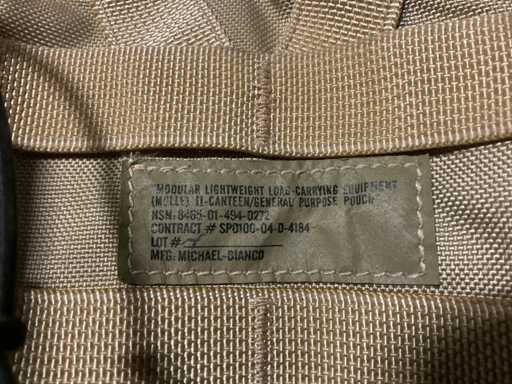 MODULAR LIGHTWEIGHT LOAD-CARRYING EQUIPMENT
(MOLLE) II-CANTEEN/GENERAL PURPOSE POUCH
NSN: 8465-01-494-0272
CONTRACT # SP0100-04-D-4184
LOT #
MFG: MICHAEL-BIANCO